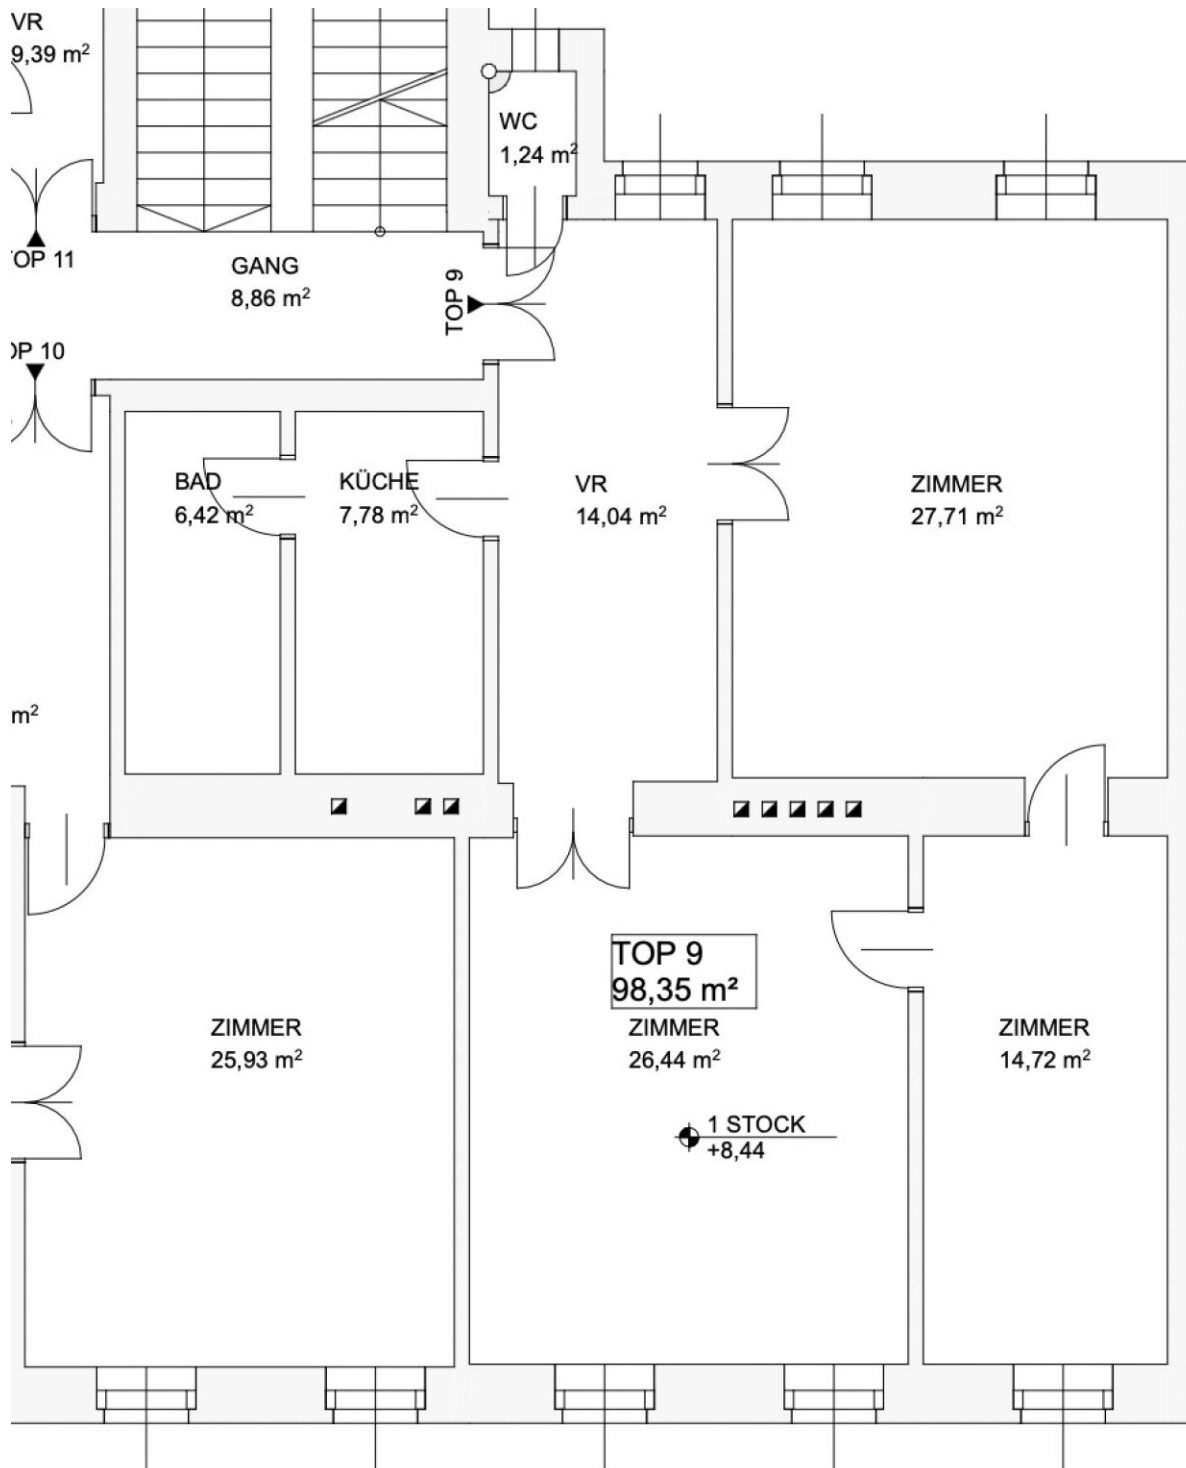 VR
9,39 m²
WC
1,24 m²
TOP 11
GANG
8,86 m²
TOP 9
OP 10
BAD
6,42 m²
KÜCHE
7,78 m²
VR
14,04 m²
ZIMMER
27,71 m²
m²
TOP 9
98,35 m²
ZIMMER
25,93 m²
ZIMMER
26,44 m²
ZIMMER
14,72 m²
1 STOCK
+8,44